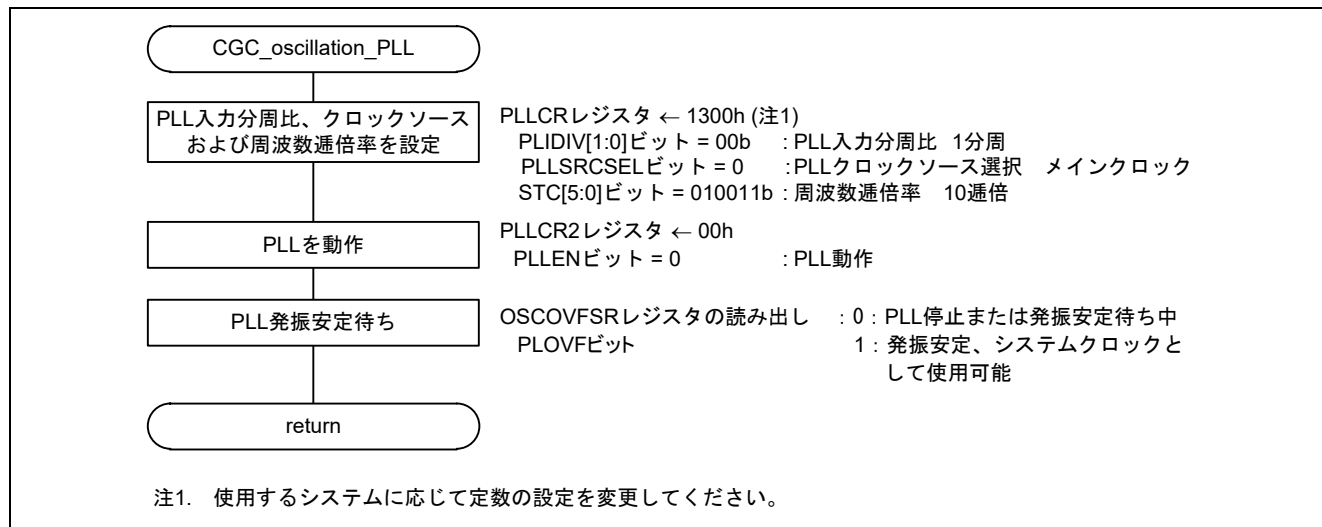 CGC_oscillation_PLL
PLL入力分周比、クロックソース
および周波数逓倍率を設定
PLLCRレジスタ ← 1300h (注1)
PLIDIV[1:0]ビット = 00b : PLL入力分周比 1分周
PLLSRCSELビット = 0 : PLLクロックソース選択 メインクロック
STC[5:0]ビット = 010011b : 周波数逓倍率 10逓倍
PLLを動作
PLLCR2レジスタ ← 00h
PLLENビット = 0 : PLL動作
PLL発振安定待ち
OSCOVFSRレジスタの読み出し : 0 : PLL停止または発振安定待ち中
PLOVFビット 1 : 発振安定、システムクロックと
して使用可能
return
注1. 使用するシステムに応じて定数の設定を変更してください。